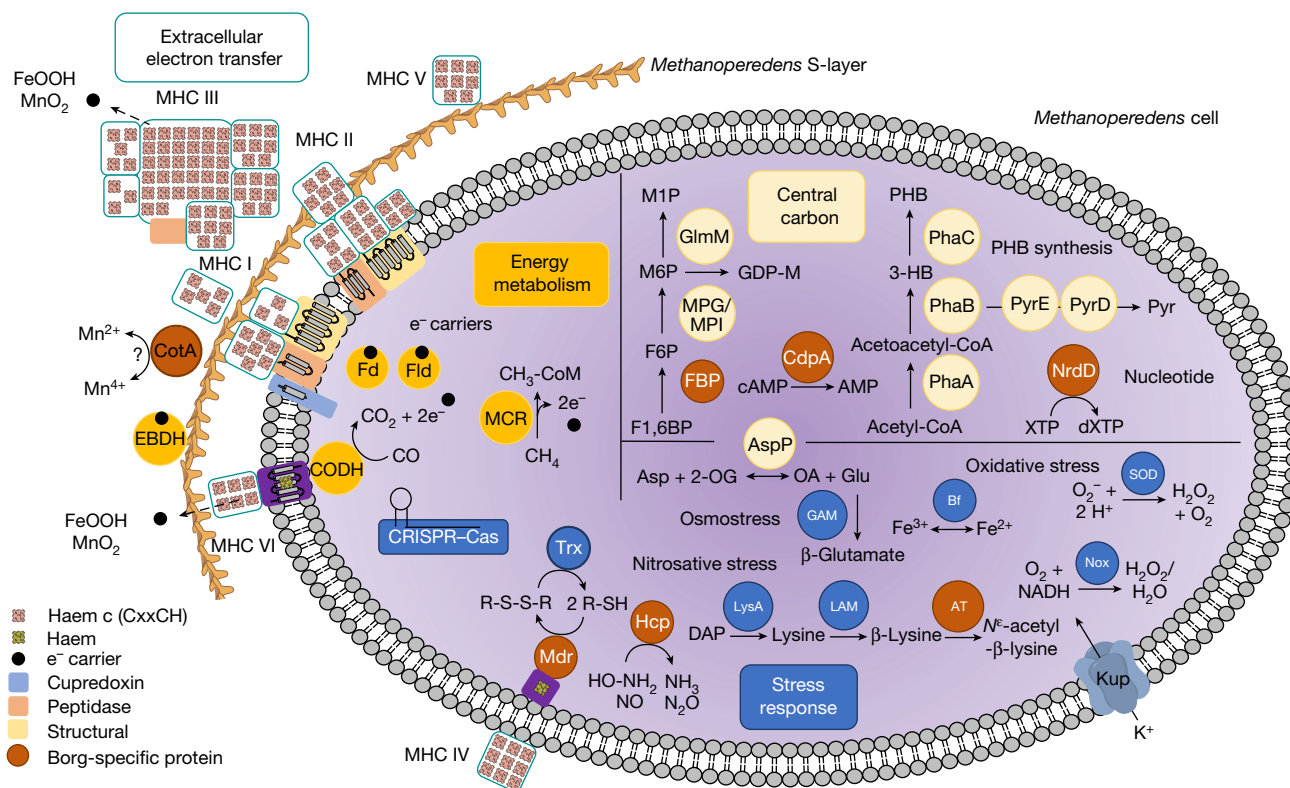 Extracellular
electron transfer
FeOOH
MnO₂
MHC III
MHC V
Methanoperedens S-layer
MHC II
Methanoperedens cell
MHC I
Mn²⁺
?
CotA
Mn⁴⁺
EBDH
FeOOH
MnO₂
MHC VI
MHC IV
Energy
metabolism
e⁻ carriers
Fd
Fld
CO₂ + 2e⁻
CODH
CO
CH₃-CoM
MCR
2e⁻
CH₄
Central
carbon
M1P
GlmM
M6P
GDP-M
MPG/
MPI
F6P
FBP
F1,6BP
CdpA
cAMP
AMP
PHB
PhaC
PHB synthesis
3-HB
PhaB
PyrE
PyrD
Pyr
Acetoacetyl-CoA
PhaA
Acetyl-CoA
NrdD
Nucleotide
XTP
dXTP
AspP
Asp + 2-OG
OA + Glu
Osmostress
GAM
β-Glutamate
Oxidative stress
Bf
Fe³⁺
Fe²⁺
SOD
O₂⁻ +
2 H⁺
H₂O₂
+ O₂
Nox
O₂ +
NADH
H₂O₂/
H₂O
CRISPR–Cas
Trx
R-S-S-R
2 R-SH
Mdr
Nitrosative stress
Hcp
HO-NH₂
NO
NH₃
N₂O
LysA
LAM
AT
DAP
Lysine
β-Lysine
Nᵋ-acetyl
-β-lysine
Stress
response
Kup
K⁺
Haem c (CxxCH)
Haem
e⁻ carrier
Cupredoxin
Peptidase
Structural
Borg-specific protein